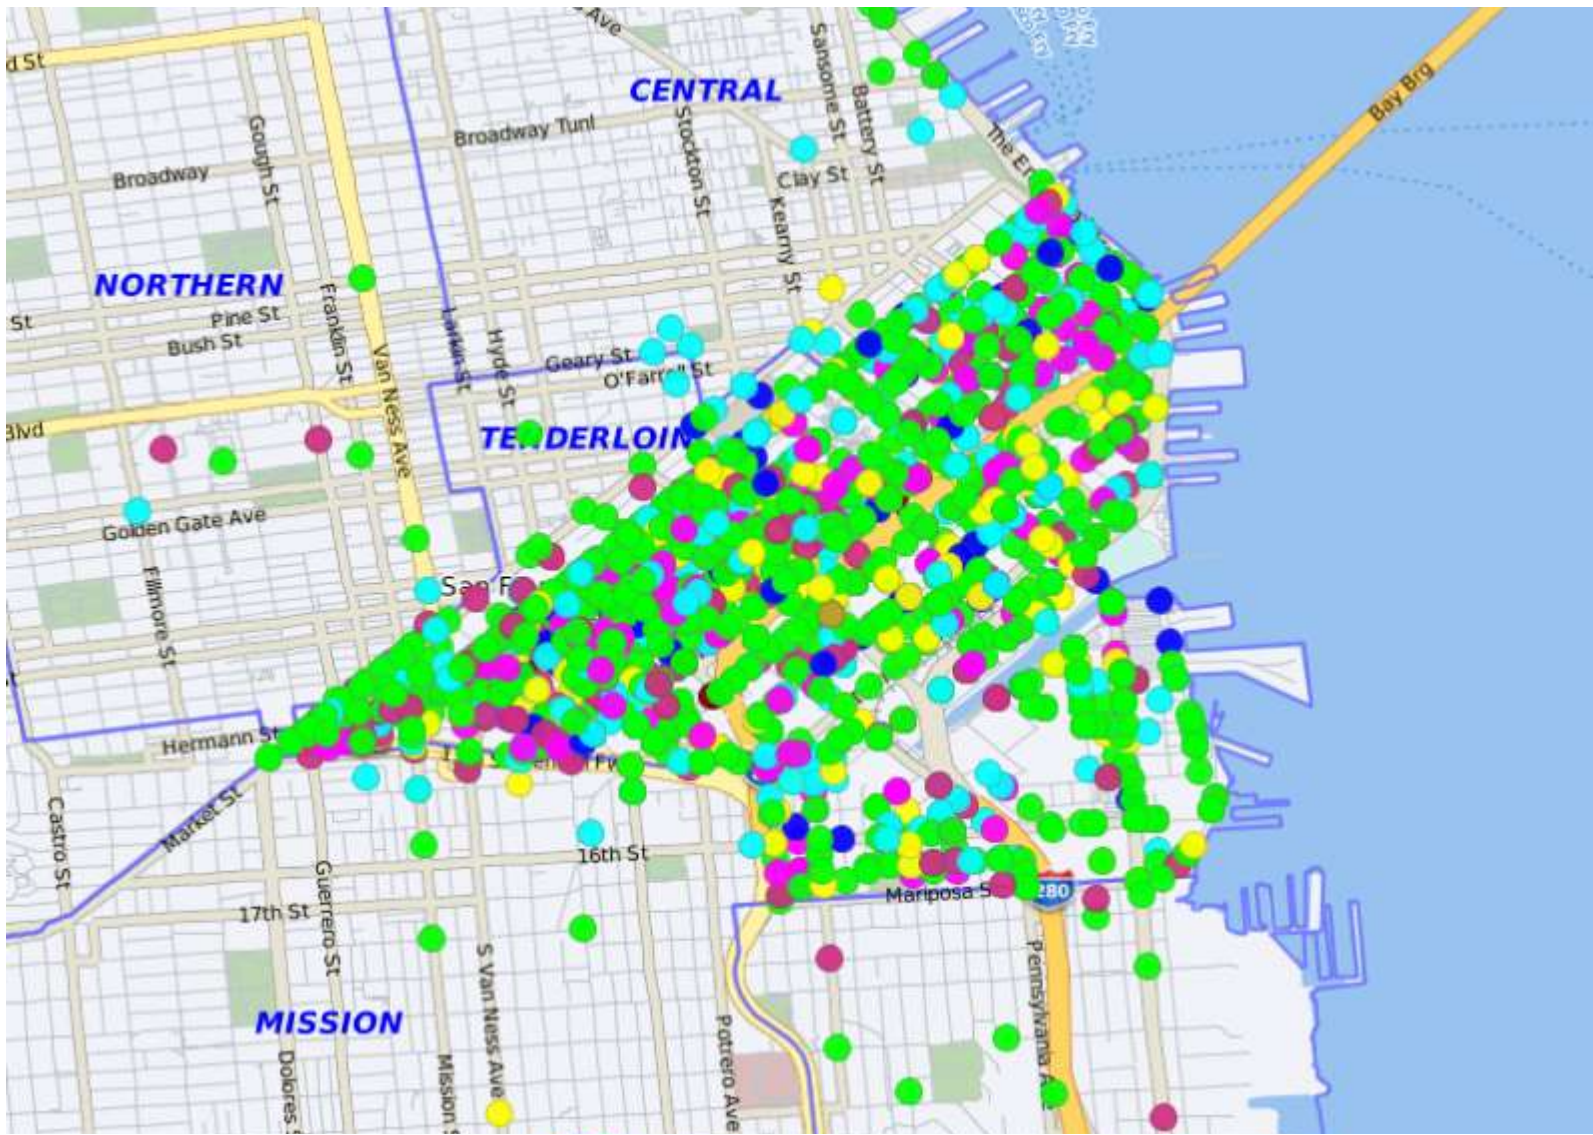 CENTRAL
Sansome St
Battery St
Bay Brg
d St
Broadway Tunl
Stockton St
Gough St
Broadway
Clay St
Kearny St
NORTHERN
Franklin St
Pine St
St
Bush St
Larkin St
Hyde St
Geary St
Van Ness Ave
Blvd
TENDERLOIN
Golden Gate Ave
Fillmore St
Hermann St
Market St
Castro St
16th St
Guerrero St
17th St
Mariposa S
280
S Van Ness Ave
MISSION
Potrero Ave
Dolores S
Mission S